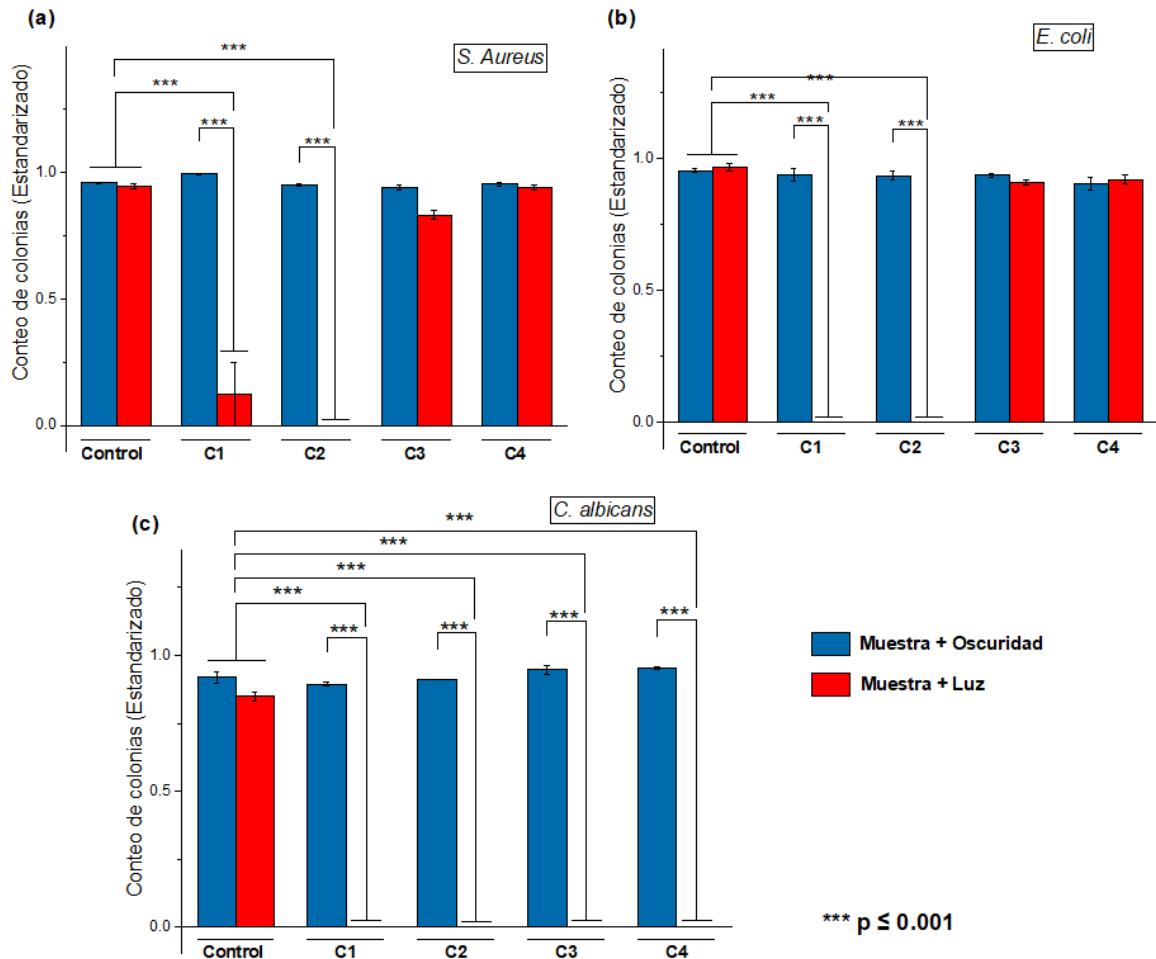 (a)
S. Aureus
***
***
***
***
Conteo de colonias (Estandarizado)
1.0
0.5
0.0
Control C1 C2 C3 C4
(b)
E. coli
***
***
***
***
Conteo de colonias (Estandarizado)
1.0
0.5
0.0
Control C1 C2 C3 C4
(c)
C. albicans
***
***
***
***
***
***
***
***
Conteo de colonias (Estandarizado)
1.0
0.5
0.0
Control C1 C2 C3 C4
Muestra + Oscuridad
Muestra + Luz
*** p ≤ 0.001